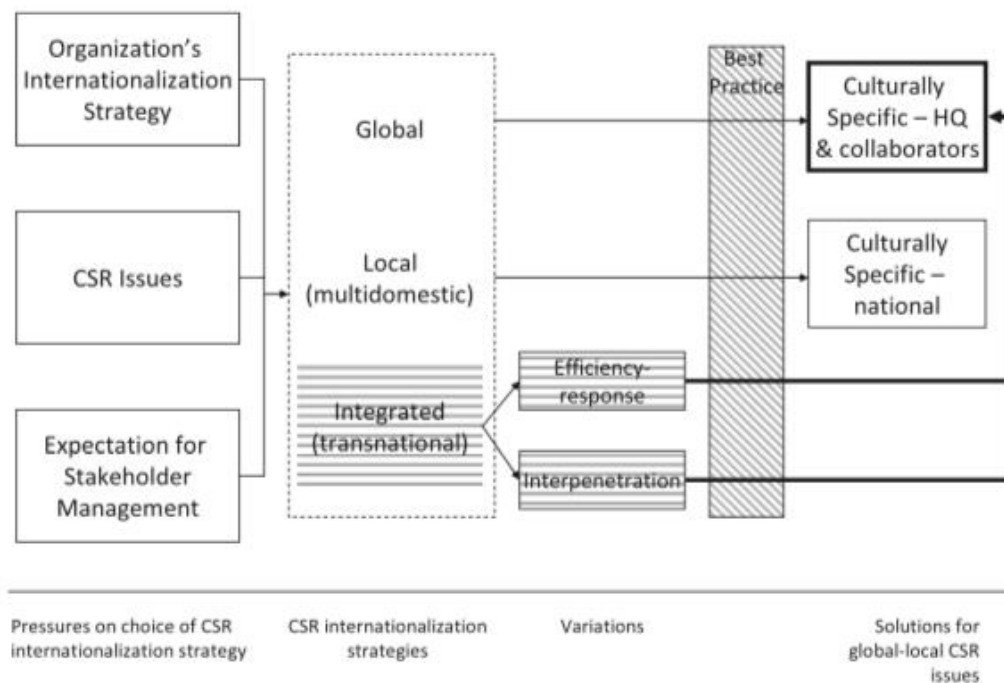 Organization's
Internationalization
Strategy
CSR Issues
Expectation for
Stakeholder
Management
Global
Local
(multidomestic)
Integrated
(transnational)
Efficiency-
response
Interpenetration
Best
Practice
Culturally
Specific – HQ
& collaborators
Culturally
Specific –
national
Pressures on choice of CSR
internationalization strategy
CSR internationalization
strategies
Variations
Solutions for
global-local CSR
issues